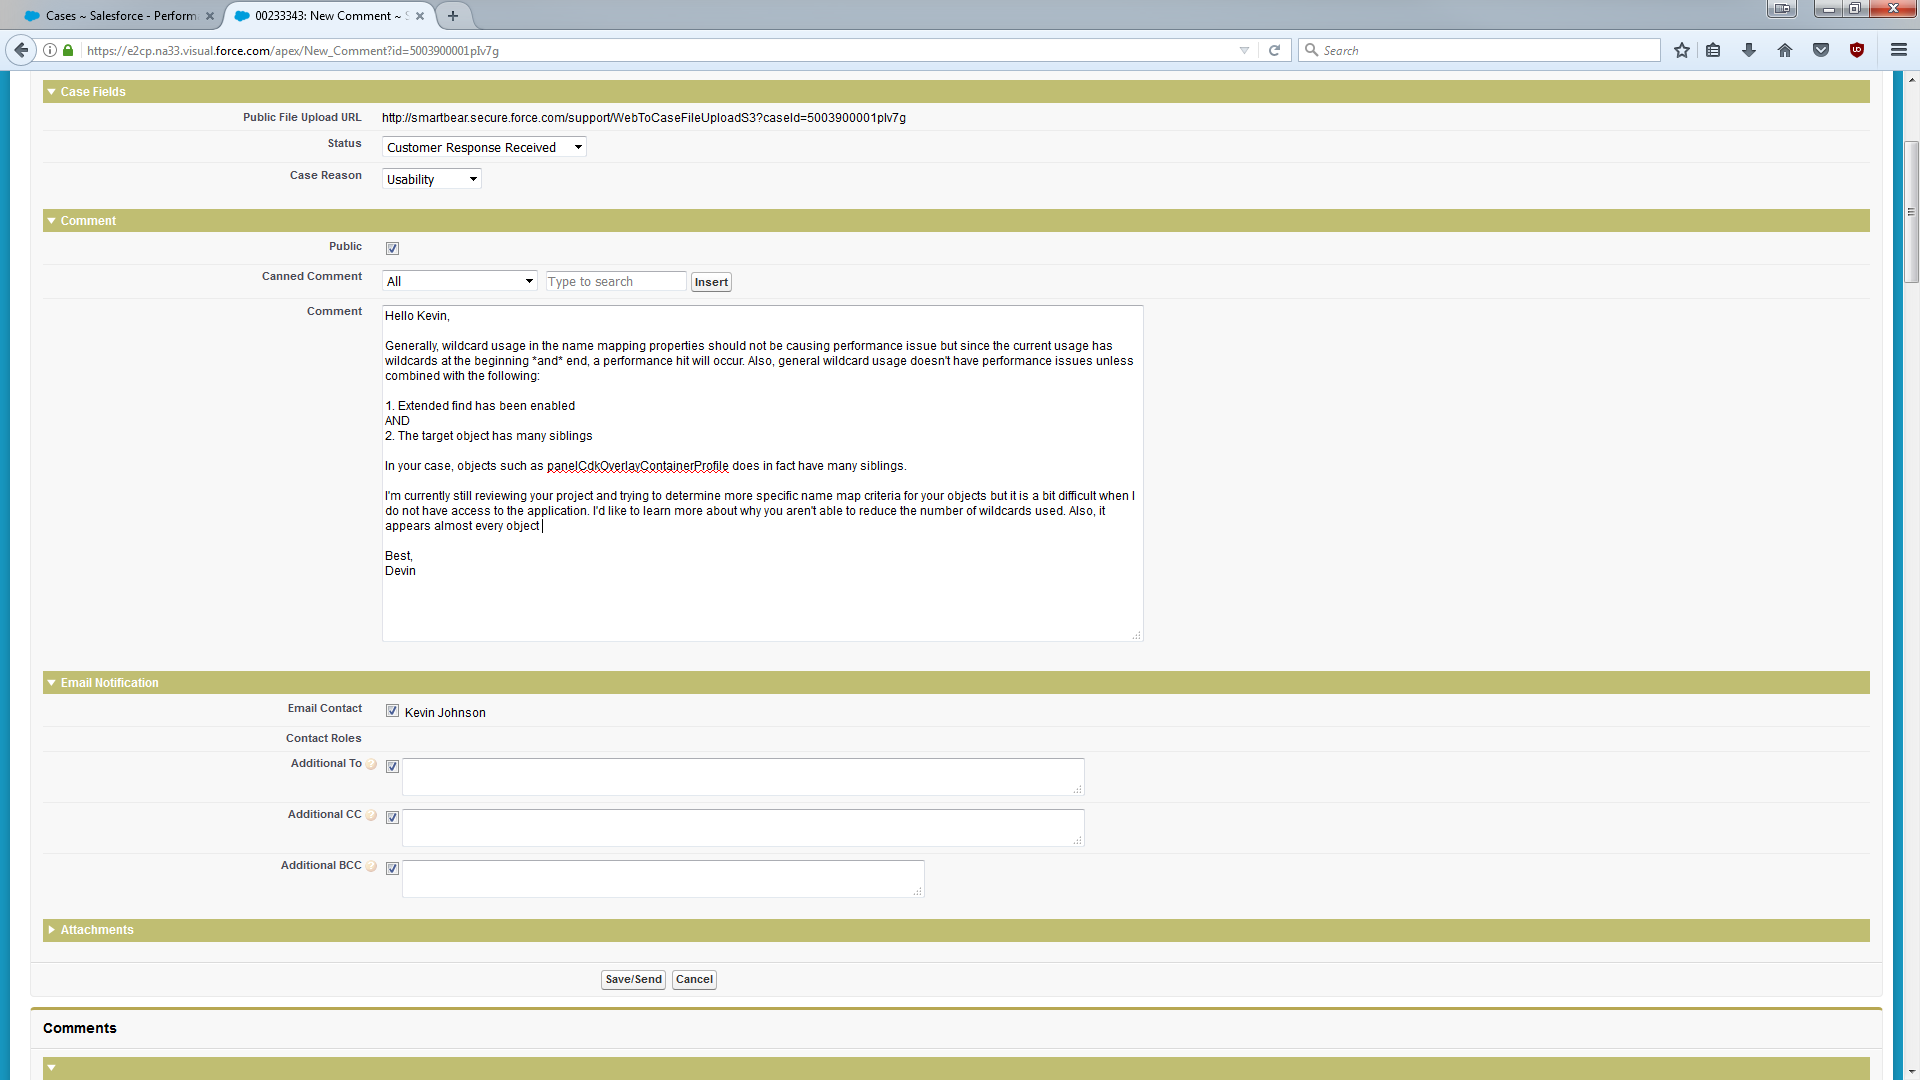 Cases ~ Salesforce - Perform
00233343: New Comment ~ S
https://e2cp.na33.visual.force.com/apex/New_Comment?id=5003900001pIv7g
Search
Case Fields
Public File Upload URL http://smartbear.secure.force.com/support/WebToCaseFileUploadS3?caseId=5003900001pIv7g
Status Customer Response Received
Case Reason Usability
Comment
Public
Canned Comment All Type to search Insert
Comment
Hello Kevin,
Generally, wildcard usage in the name mapping properties should not be causing performance issue but since the current usage has
wildcards at the beginning *and* end, a performance hit will occur. Also, general wildcard usage doesn't have performance issues unless
combined with the following:
1. Extended find has been enabled
AND
2. The target object has many siblings
In your case, objects such as panelCdkOverlayContainerProfile does in fact have many siblings.
I'm currently still reviewing your project and trying to determine more specific name map criteria for your objects but it is a bit difficult when I
do not have access to the application. I'd like to learn more about why you aren't able to reduce the number of wildcards used. Also, it
appears almost every object
Best,
Devin
Email Notification
Email Contact Kevin Johnson
Contact Roles
Additional To
Additional CC
Additional BCC
Attachments
Save/Send Cancel
Comments